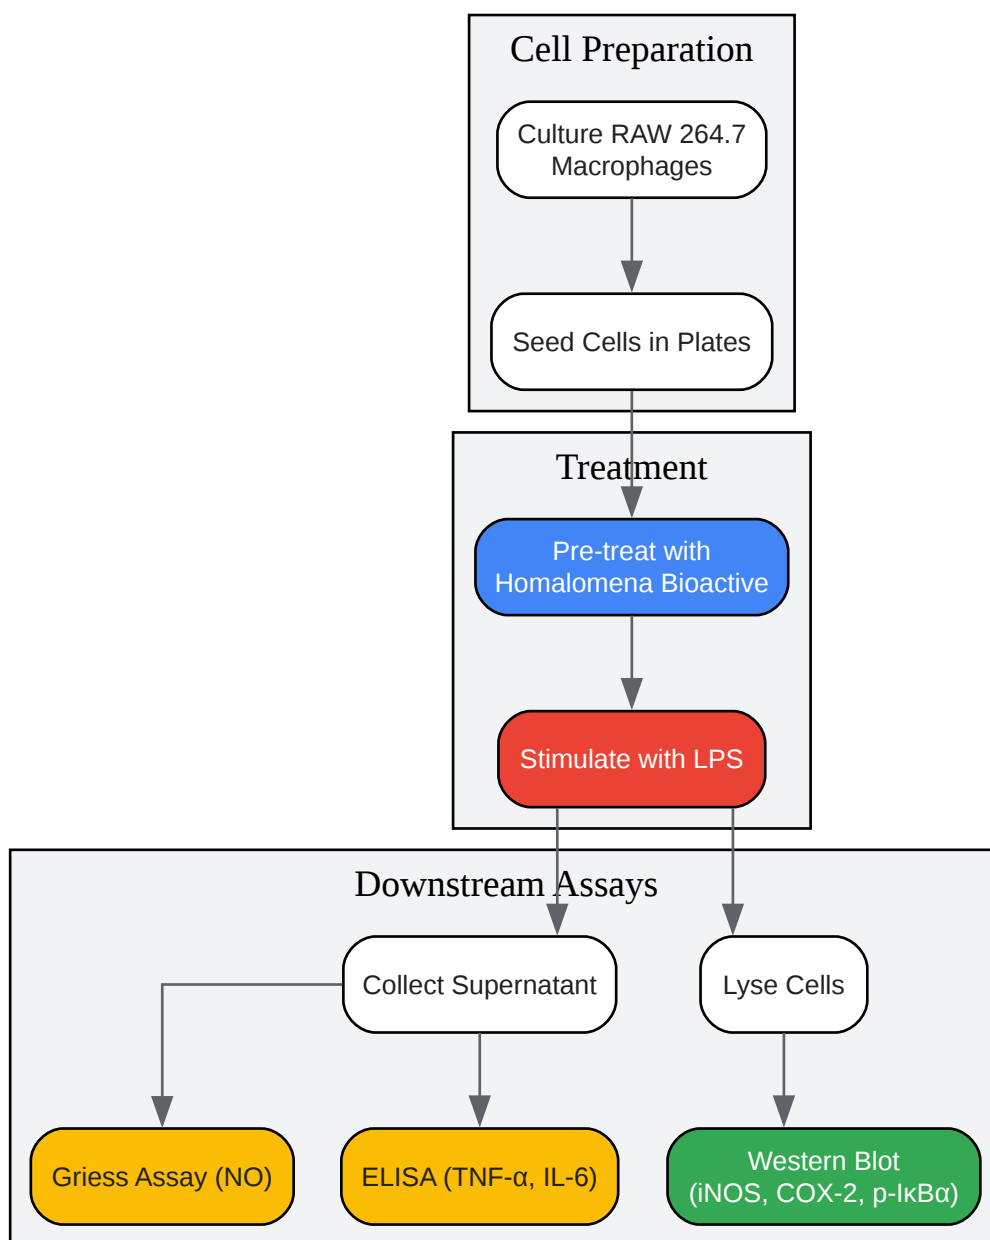 Cell Preparation
Culture RAW 264.7
Macrophages
Seed Cells in Plates
Treatment
Pre-treat with
Homalomena Bioactive
Stimulate with LPS
Downstream Assays
Collect Supernatant
Lyse Cells
Griess Assay (NO)
ELISA (TNF-α, IL-6)
Western Blot
(iNOS, COX-2, p-IκBα)